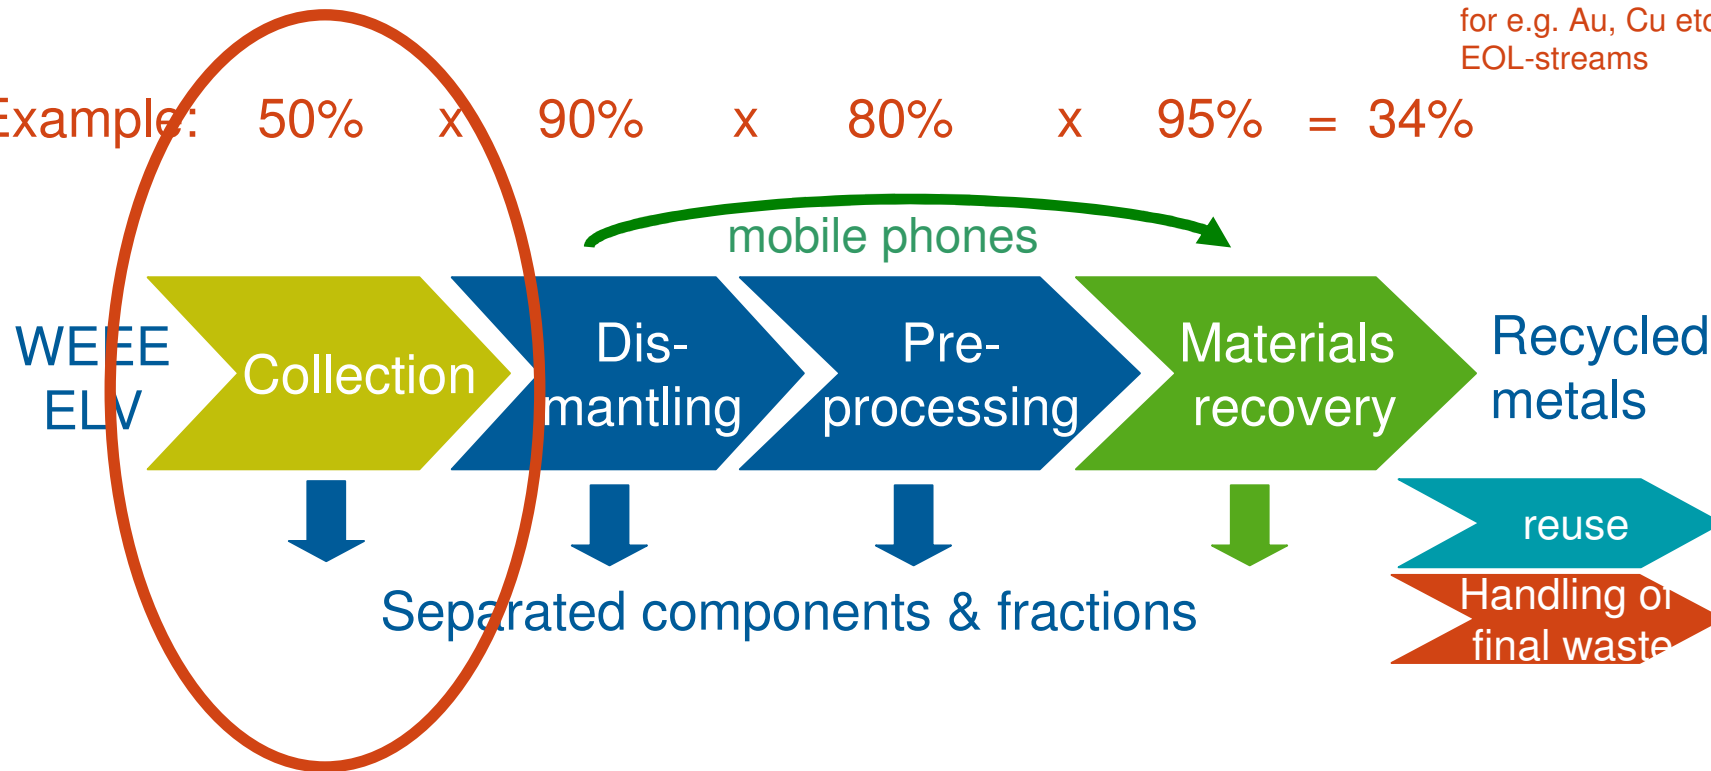 for e.g. Au, Cu etc
EOL-streams
Example: 50% x 90% x 80% x 95% = 34%
mobile phones
WEEE
ELV
Collection
Dis-
mantling
Pre-
processing
Materials
recovery
Recycled
metals
reuse
Separated components & fractions
Handling of
final waste